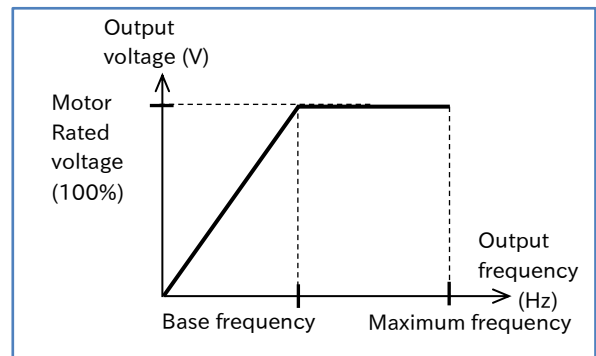 Output
voltage (V)
Motor
Rated
voltage
(100%)
Output
frequency
(Hz)
Base frequency
Maximum frequency